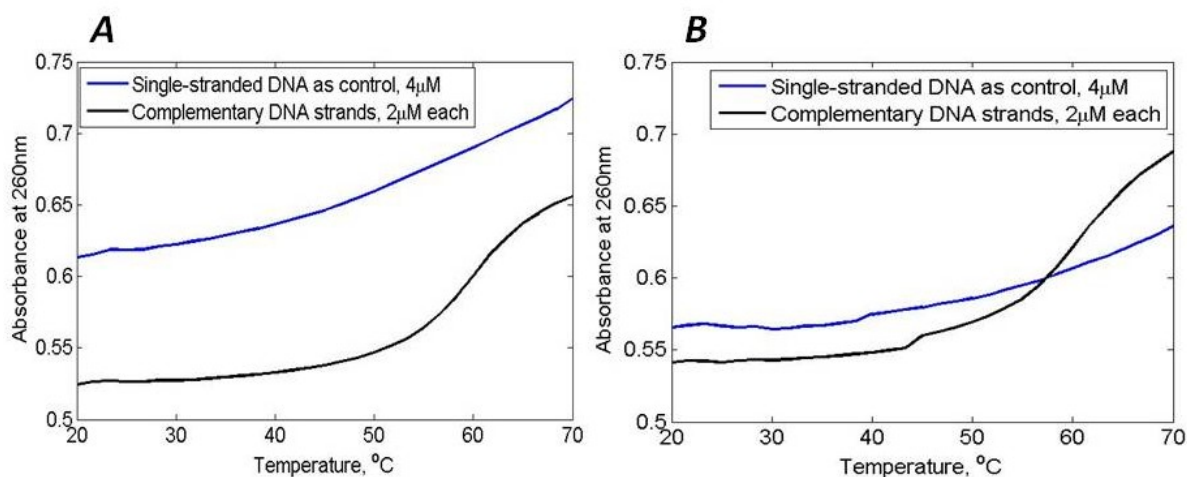 A
B
0.75
0.7
0.65
0.6
0.55
0.5
Absorbance at 260nm
Single-stranded DNA as control, 4μM
Complementary DNA strands, 2μM each
20 30 40 50 60 70
Temperature, °C
0.75
0.7
0.65
0.6
0.55
0.5
Absorbance at 260nm
Single-stranded DNA as control, 4μM
Complementary DNA strands, 2μM each
20 30 40 50 60 70
Temperature, °C